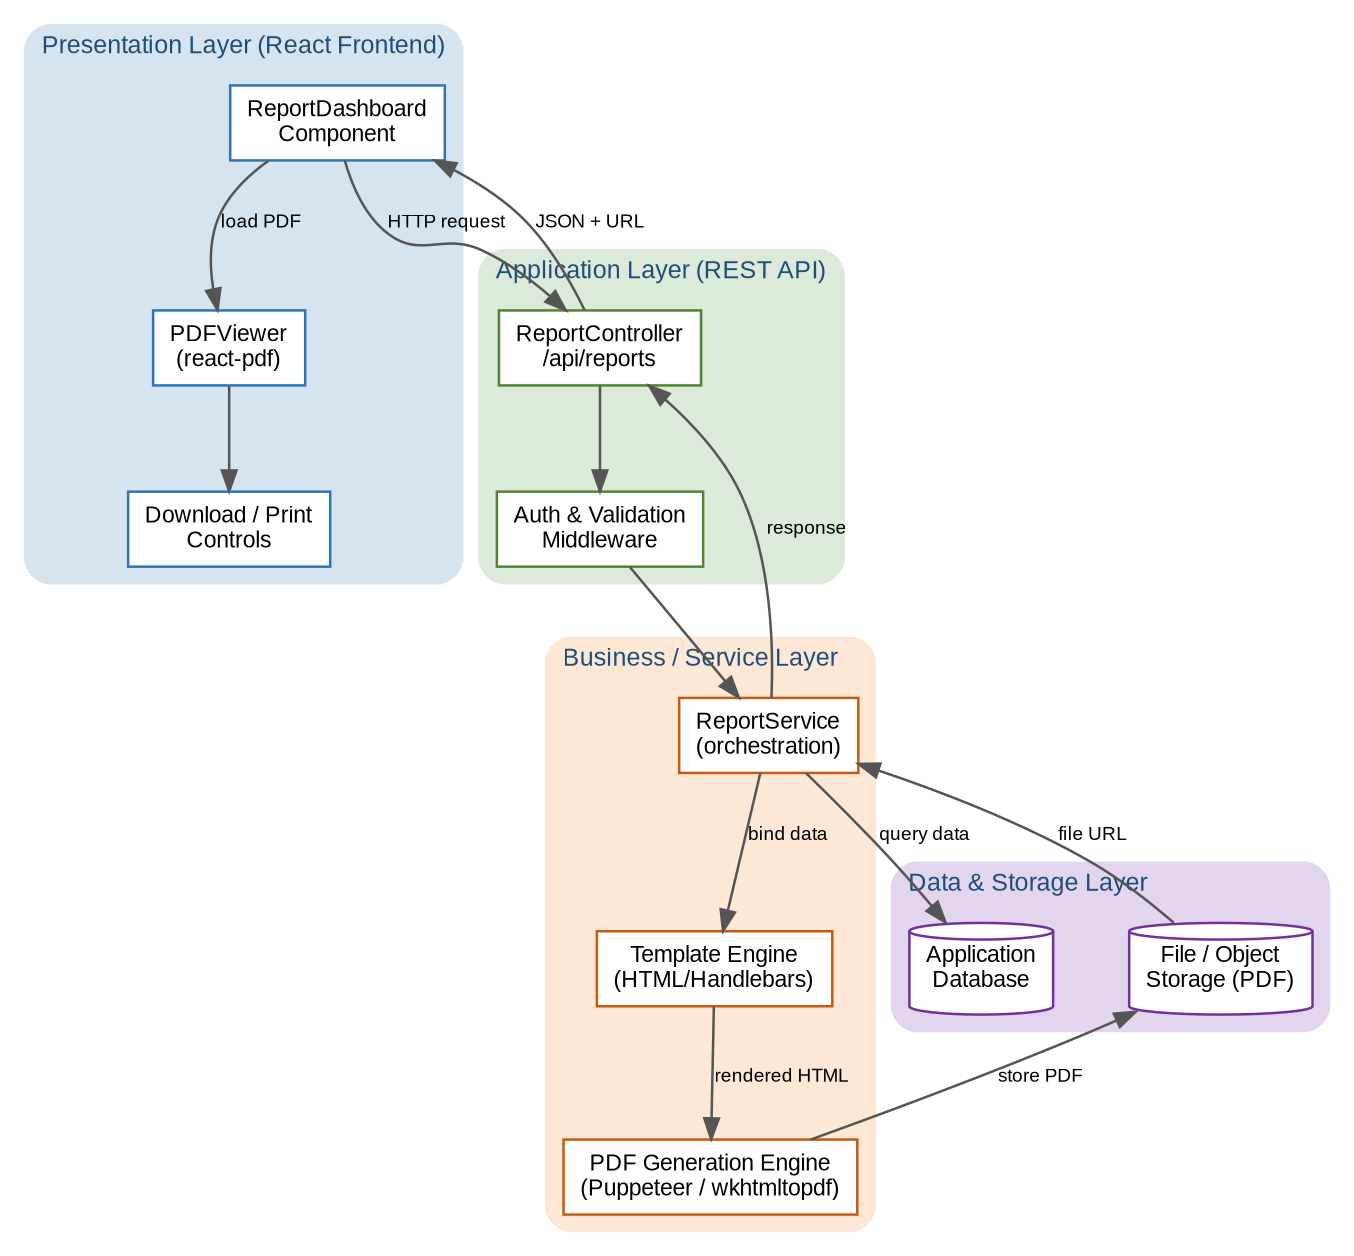 Presentation Layer (React Frontend)
ReportDashboard
Component
load PDF
HTTP request
JSON + URL
Application Layer (REST API)
PDFViewer
(react-pdf)
ReportController
/api/reports
Download / Print
Controls
Auth & Validation
Middleware
response
Business / Service Layer
ReportService
(orchestration)
bind data
query data
file URL
Data & Storage Layer
Template Engine
(HTML/Handlebars)
Application
Database
File / Object
Storage (PDF)
rendered HTML
store PDF
PDF Generation Engine
(Puppeteer / wkhtmltopdf)